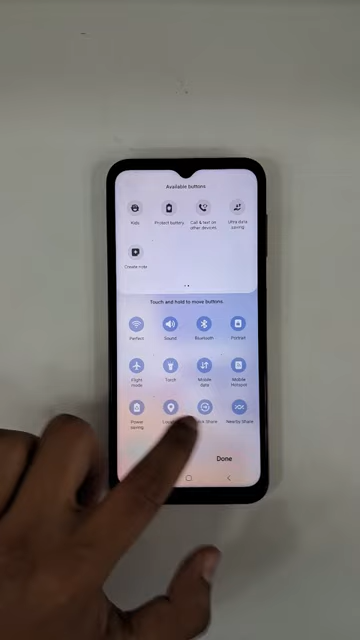 Available buttons
Kids
Protect battery
Call & text on other devices
Ultra data saving
Create note
Touch and hold to move buttons.
Perfect
Sound
Bluetooth
Portrait
Flight mode
Torch
Mobile data
Mobile Hotspot
Power saving
Share
Nearby Share
Done